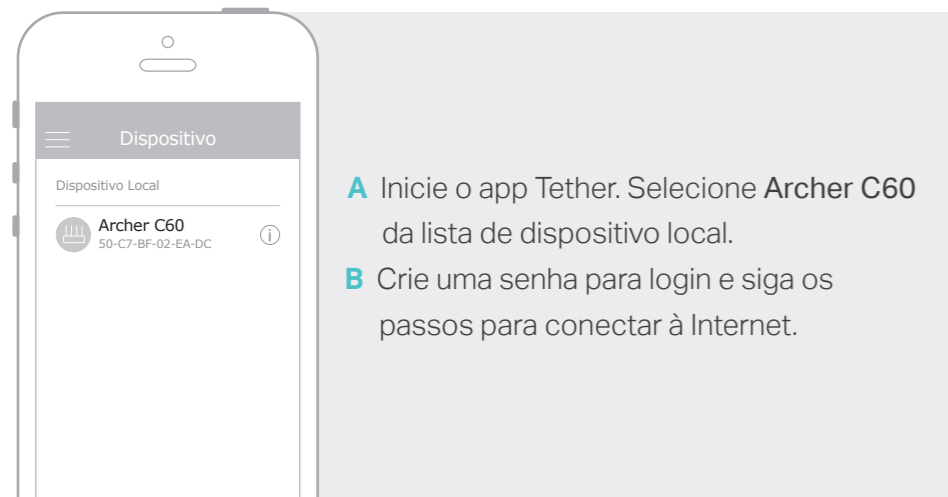 Dispositivo
Dispositivo Local
Archer C60
50-C7-BF-02-EA-DC
A Inicie o app Tether. Selecione Archer C60
da lista de dispositivo local.
B Crie uma senha para login e siga os
passos para conectar à Internet.